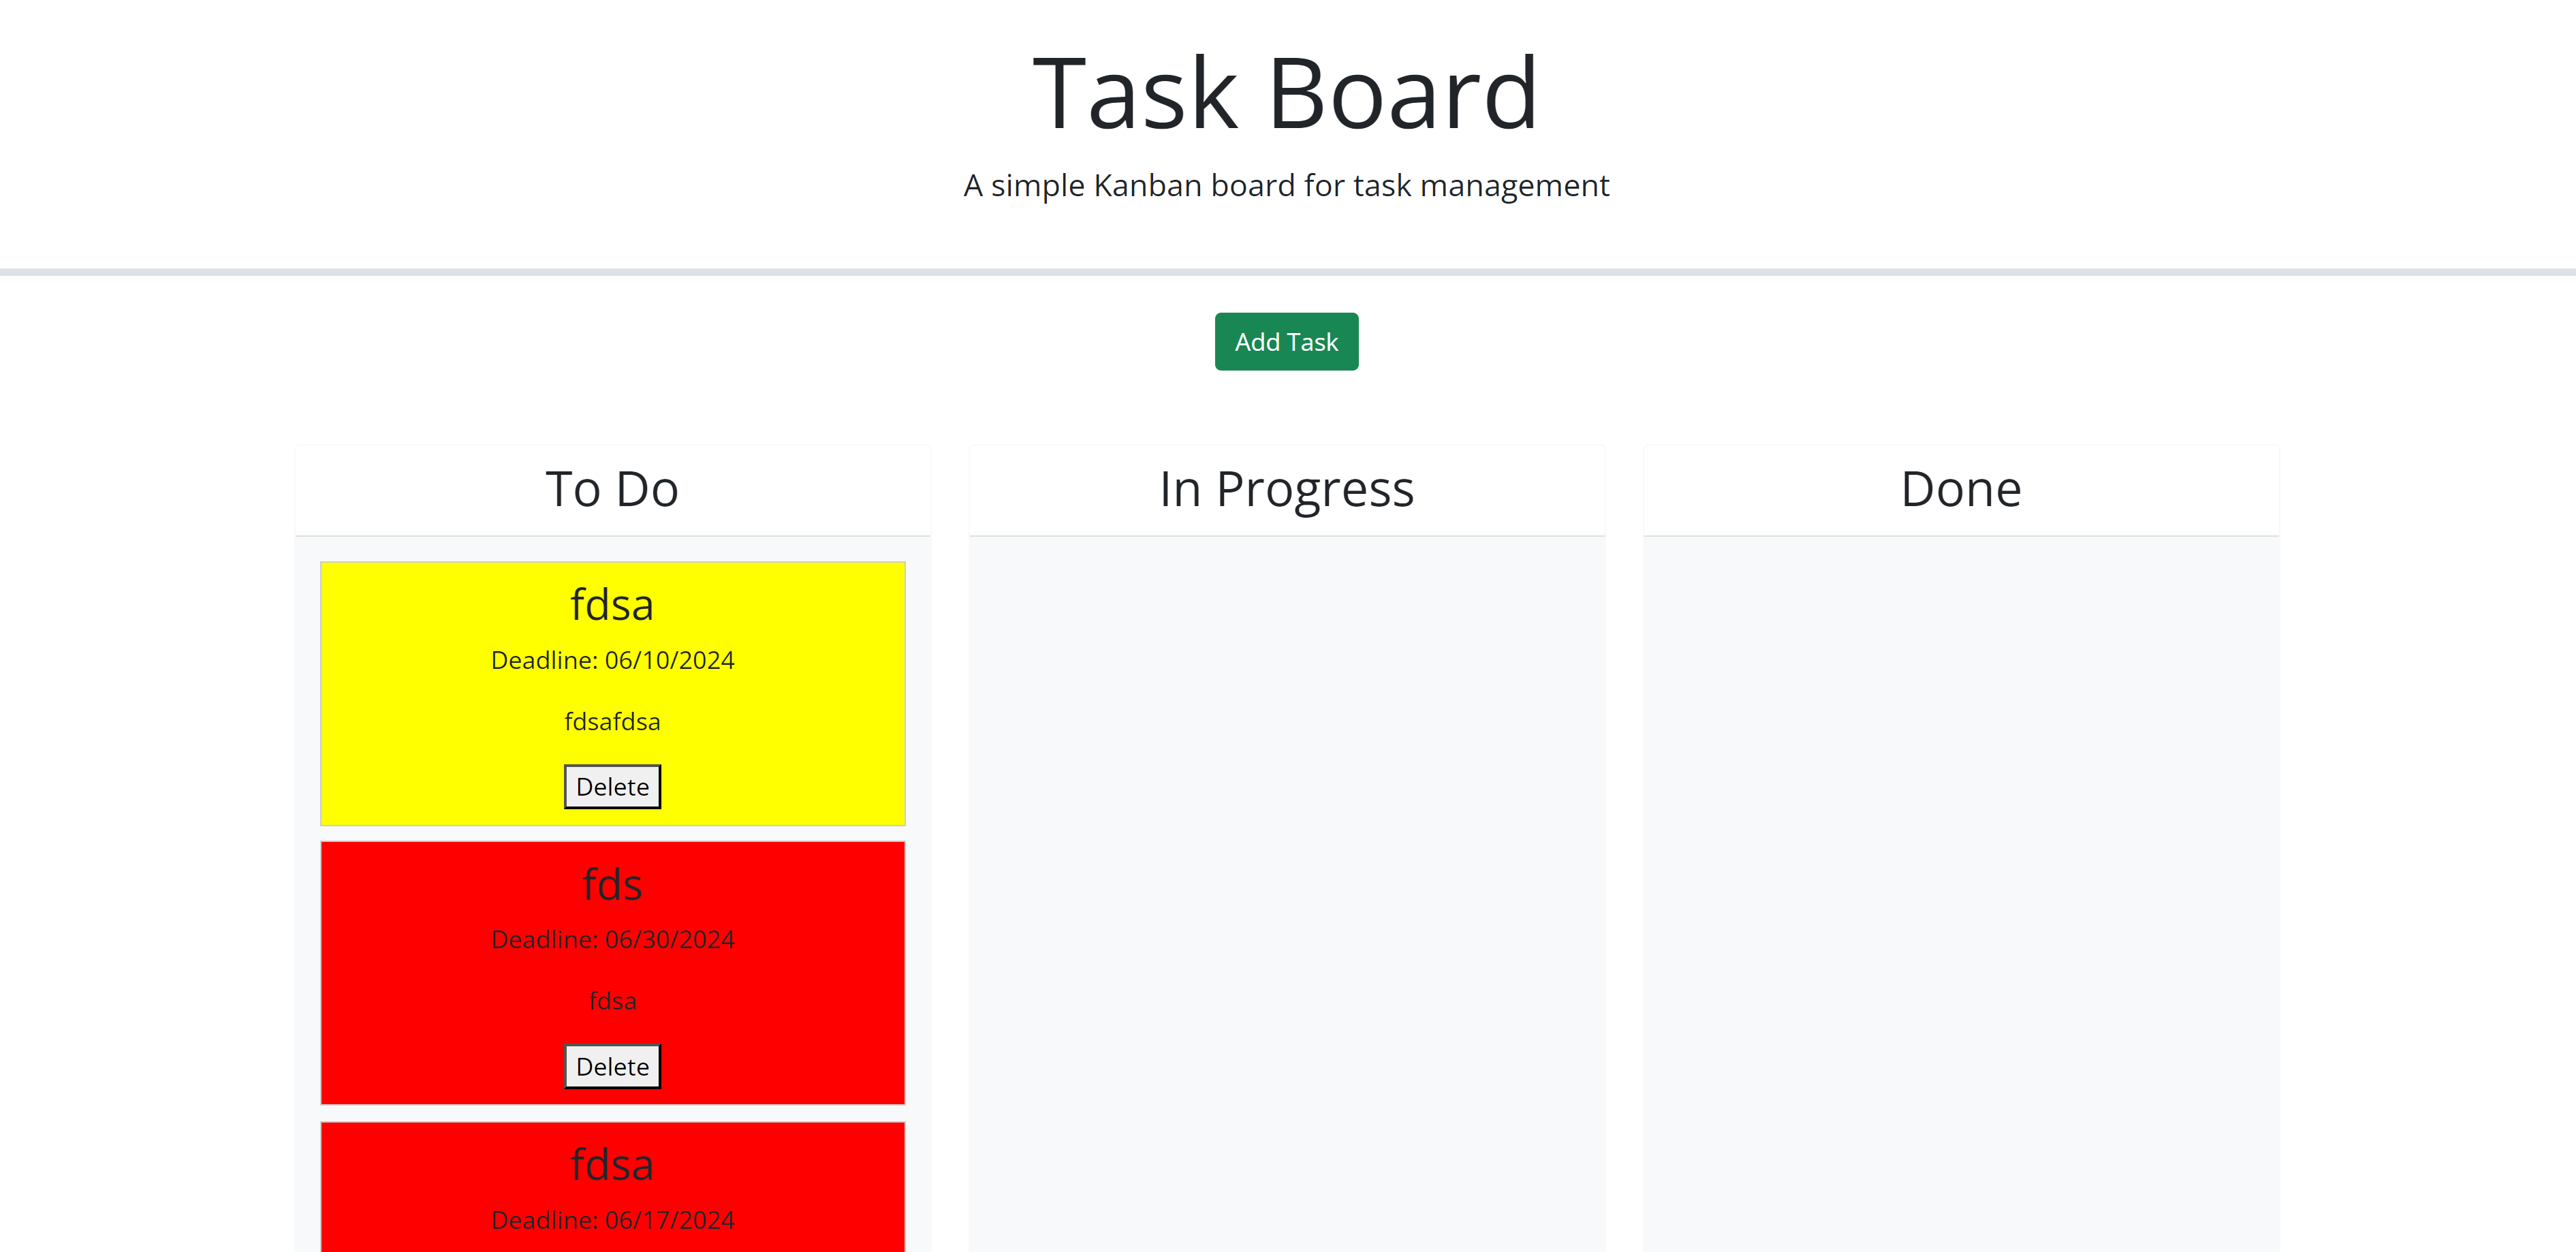 Task Board
A simple Kanban board for task management
Add Task
To Do
fdsa
Deadline: 06/10/2024
fdsafdsa
Delete
fds
Deadline: 06/30/2024
fdsa
Delete
fdsa
Deadline: 06/17/2024
In Progress
Done